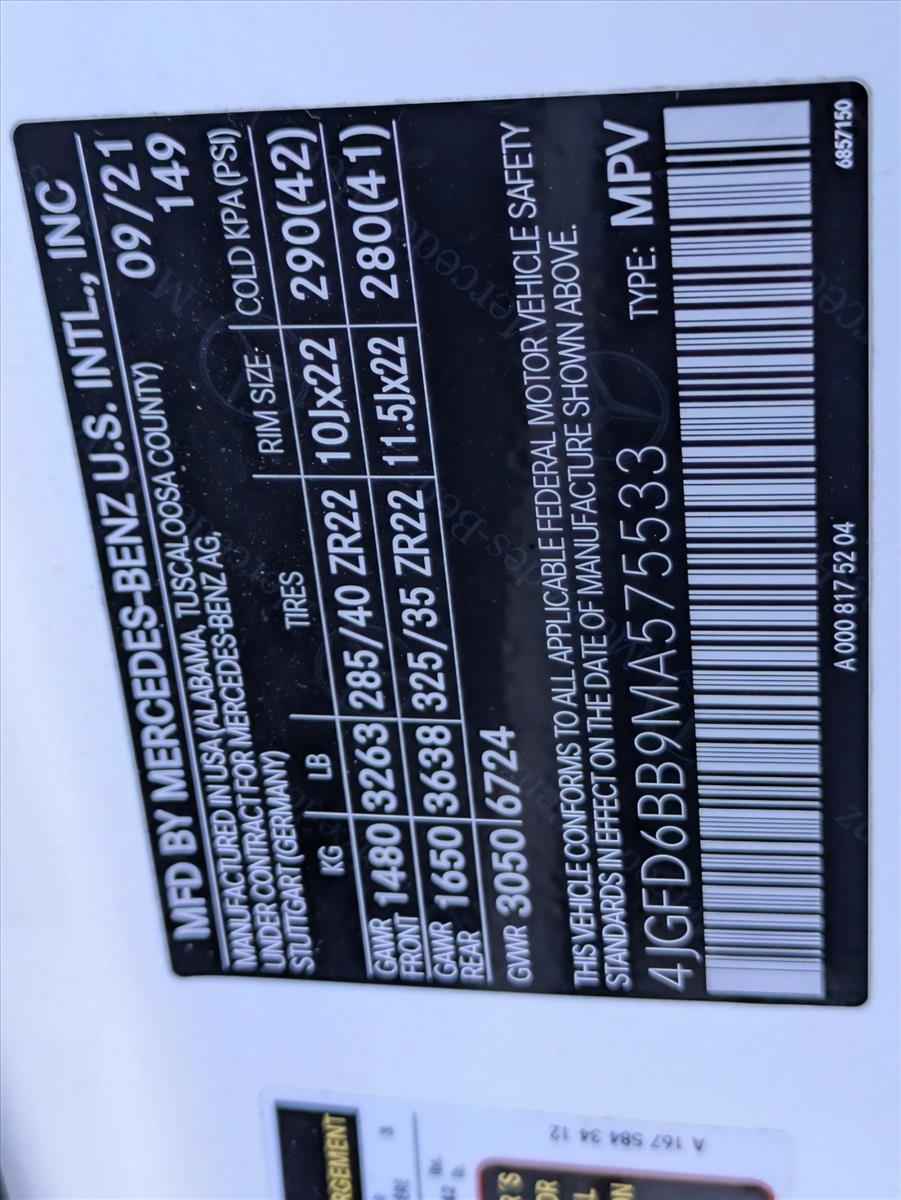 MFD BY MERCEDES-BENZ U.S. INTL., INC
MANUFACTURED IN USA (ALABAMA, TUSCALOOSA COUNTY) 09/21
UNDER CONTRACT FOR MERCEDES-BENZ AG, 149
STUTTGART (GERMANY)
KG LB TIRES RIM SIZE: COLD KPA(PSI)
GAWR FRONT 1480 3263 285/40 ZR22 10Jx22 290(42)
GAWR REAR 1650 3638 325/35 ZR22 11.5Jx22 280(41)
GVWR 3050 6724
THIS VEHICLE CONFORMS TO ALL APPLICABLE FEDERAL MOTOR VEHICLE SAFETY
STANDARDS IN EFFECT ON THE DATE OF MANUFACTURE SHOWN ABOVE.
4JGFD6BB9MA575533 TYPE: MPV
A 000 817 52 04 6857150
A 167 584 34 12